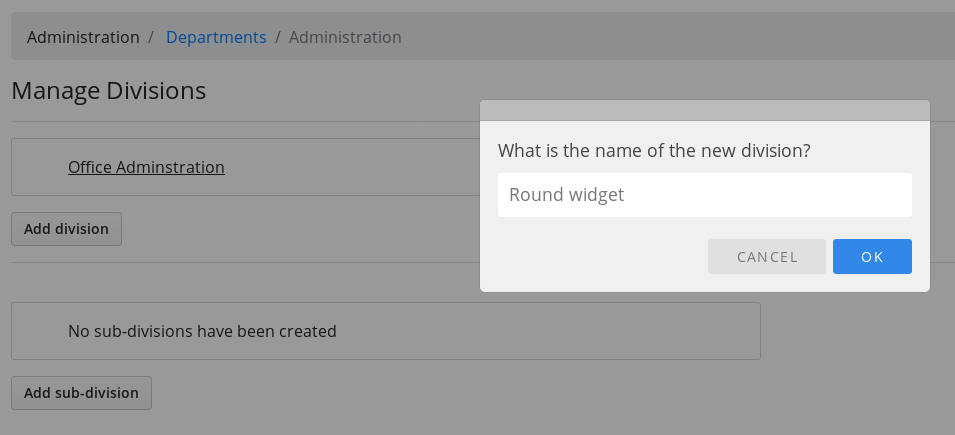 Administration / Departments / Administration
Manage Divisions
Office Adminstration
Add division
What is the name of the new division?
Round widget
CANCEL OK
No sub-divisions have been created
Add sub-division